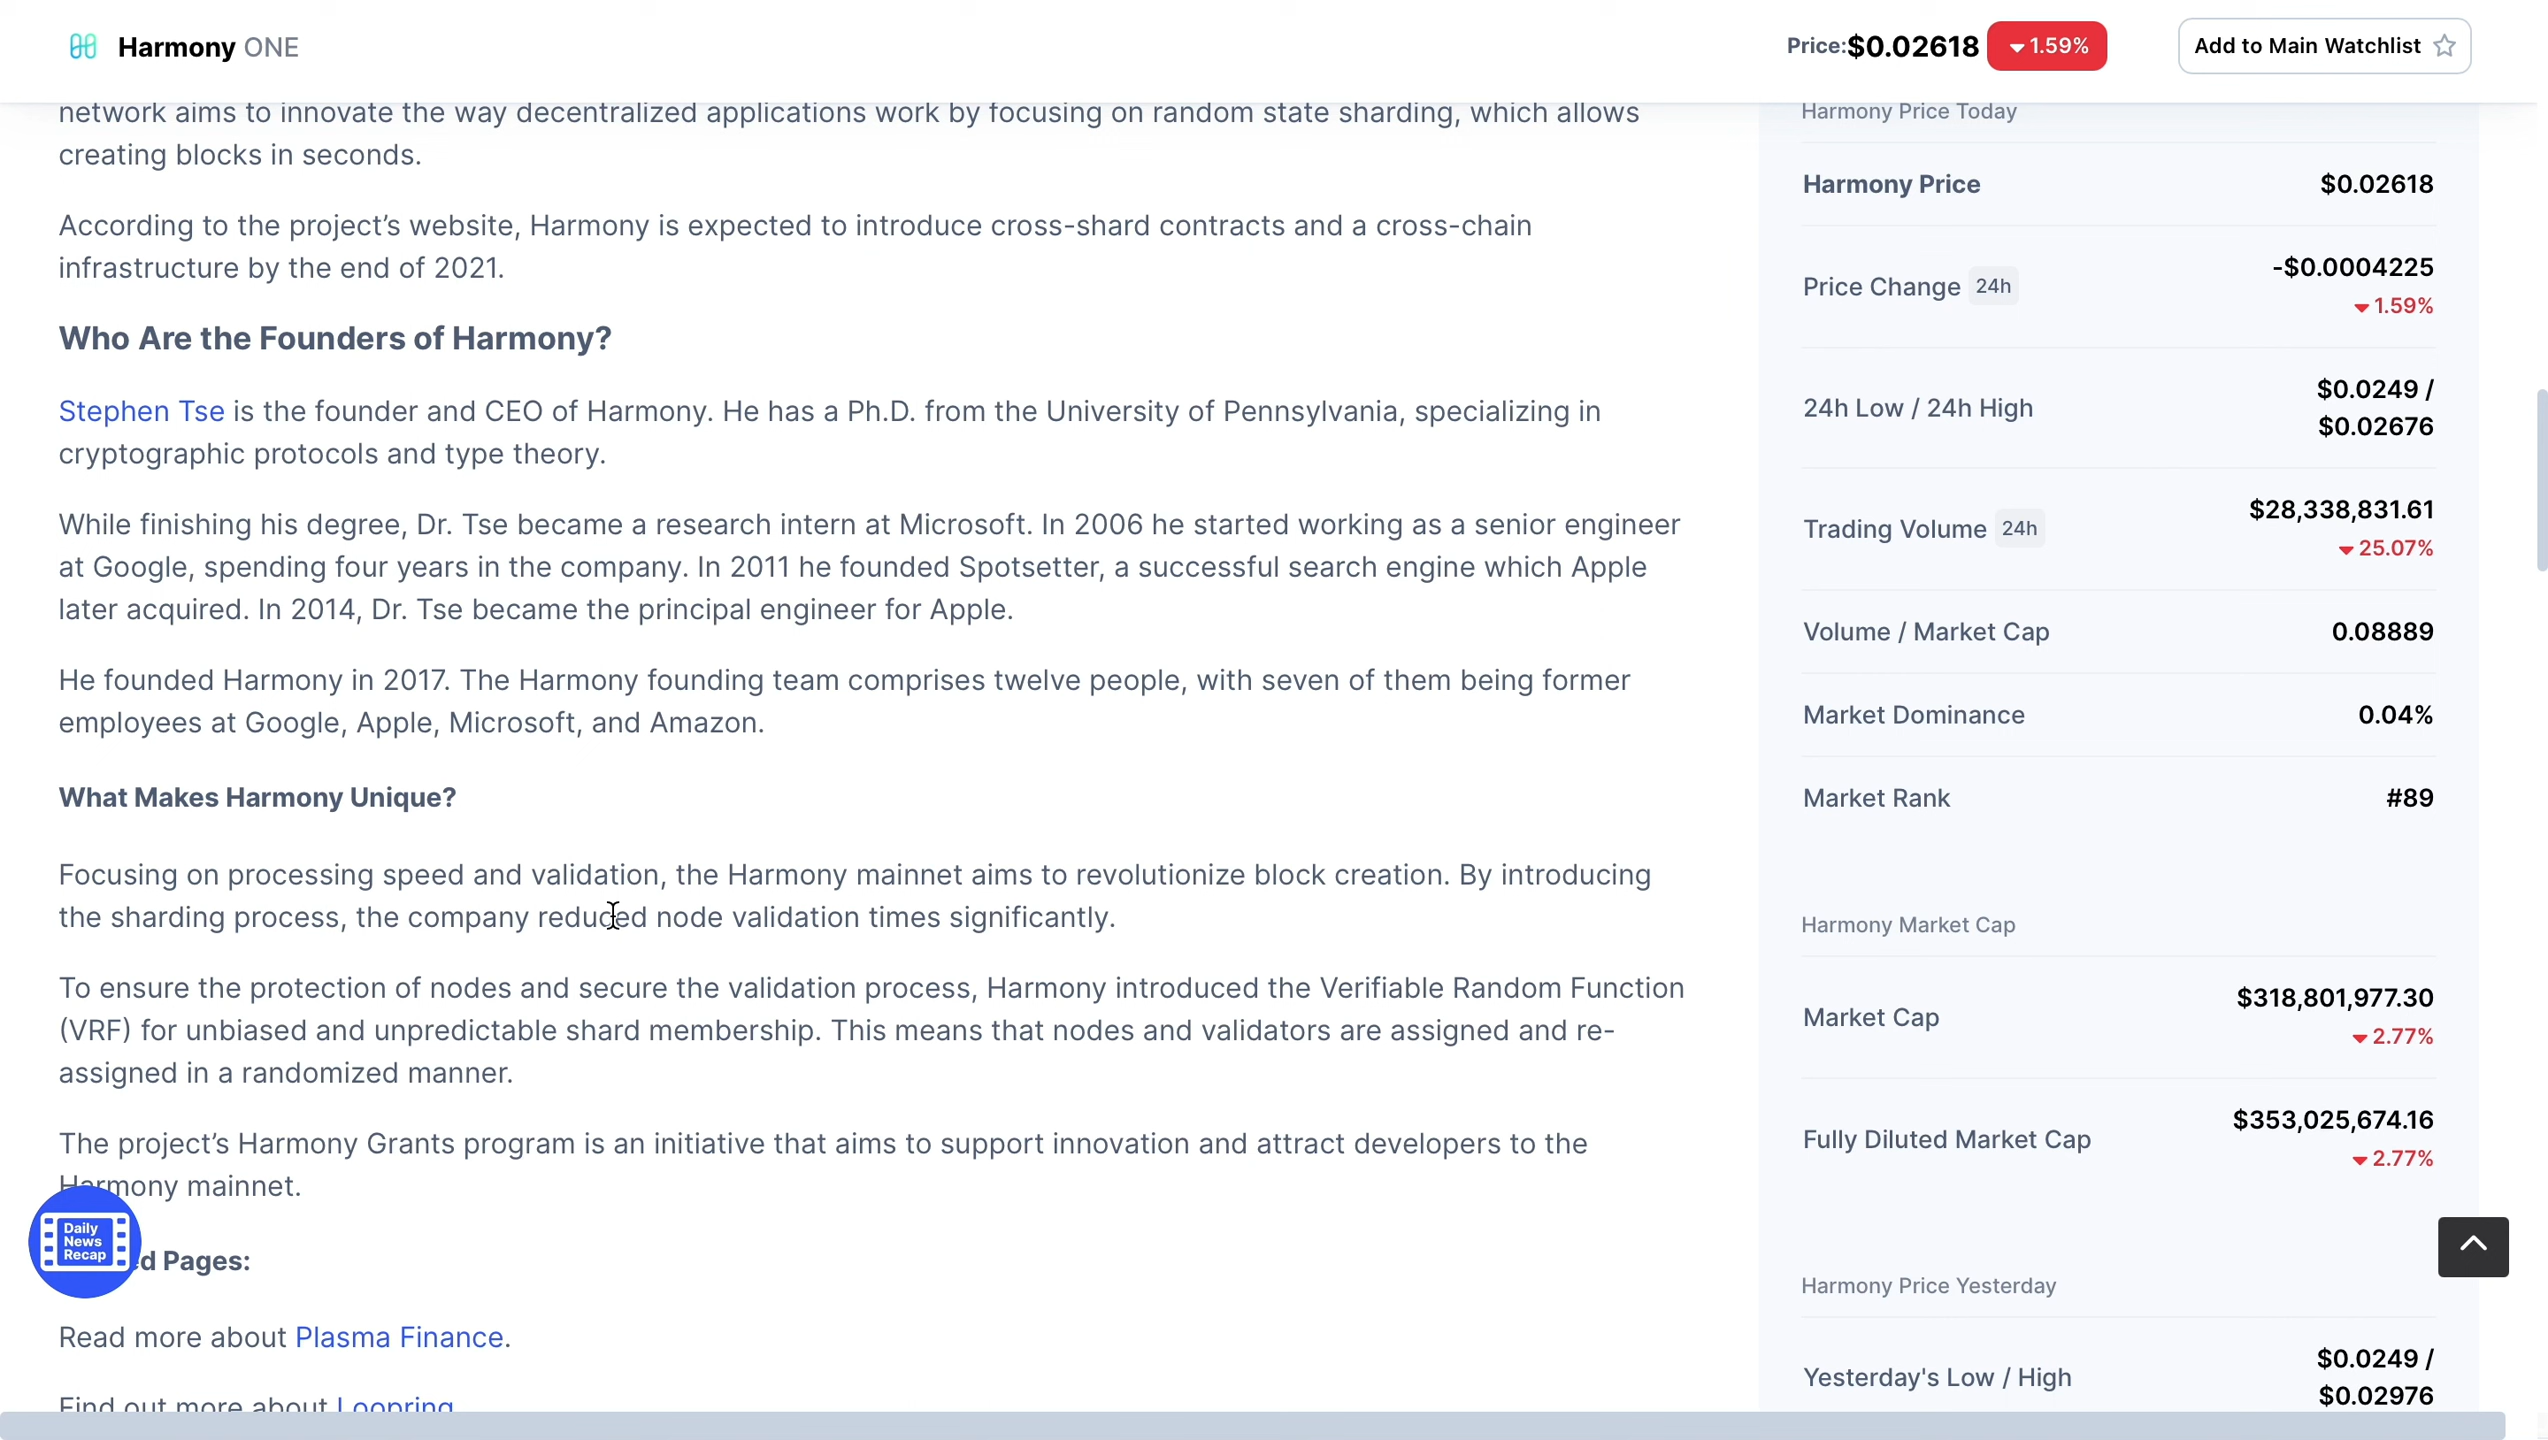 Harmony ONE
Price:$0.02618 1.59%
Add to Main Watchlist
network aims to innovate the way decentralized applications work by focusing on random state sharding, which allows
creating blocks in seconds.
According to the project’s website, Harmony is expected to introduce cross-shard contracts and a cross-chain
infrastructure by the end of 2021.
Who Are the Founders of Harmony?
Stephen Tse is the founder and CEO of Harmony. He has a Ph.D. from the University of Pennsylvania, specializing in
cryptographic protocols and type theory.
While finishing his degree, Dr. Tse became a research intern at Microsoft. In 2006 he started working as a senior engineer
at Google, spending four years in the company. In 2011 he founded Spotsetter, a successful search engine which Apple
later acquired. In 2014, Dr. Tse became the principal engineer for Apple.
He founded Harmony in 2017. The Harmony founding team comprises twelve people, with seven of them being former
employees at Google, Apple, Microsoft, and Amazon.
What Makes Harmony Unique?
Focusing on processing speed and validation, the Harmony mainnet aims to revolutionize block creation. By introducing
the sharding process, the company reduced node validation times significantly.
To ensure the protection of nodes and secure the validation process, Harmony introduced the Verifiable Random Function
(VRF) for unbiased and unpredictable shard membership. This means that nodes and validators are assigned and re-
assigned in a randomized manner.
The project’s Harmony Grants program is an initiative that aims to support innovation and attract developers to the
Harmony mainnet.
Daily
News
Recap
d Pages:
Read more about Plasma Finance.
Find out more about Loopring
Harmony Price Today
Harmony Price $0.02618
Price Change 24h -$0.0004225
1.59%
24h Low / 24h High $0.0249 /
$0.02676
Trading Volume 24h $28,338,831.61
25.07%
Volume / Market Cap 0.08889
Market Dominance 0.04%
Market Rank #89
Harmony Market Cap
Market Cap $318,801,977.30
2.77%
Fully Diluted Market Cap $353,025,674.16
2.77%
Harmony Price Yesterday
Yesterday's Low / High $0.0249 /
$0.02976